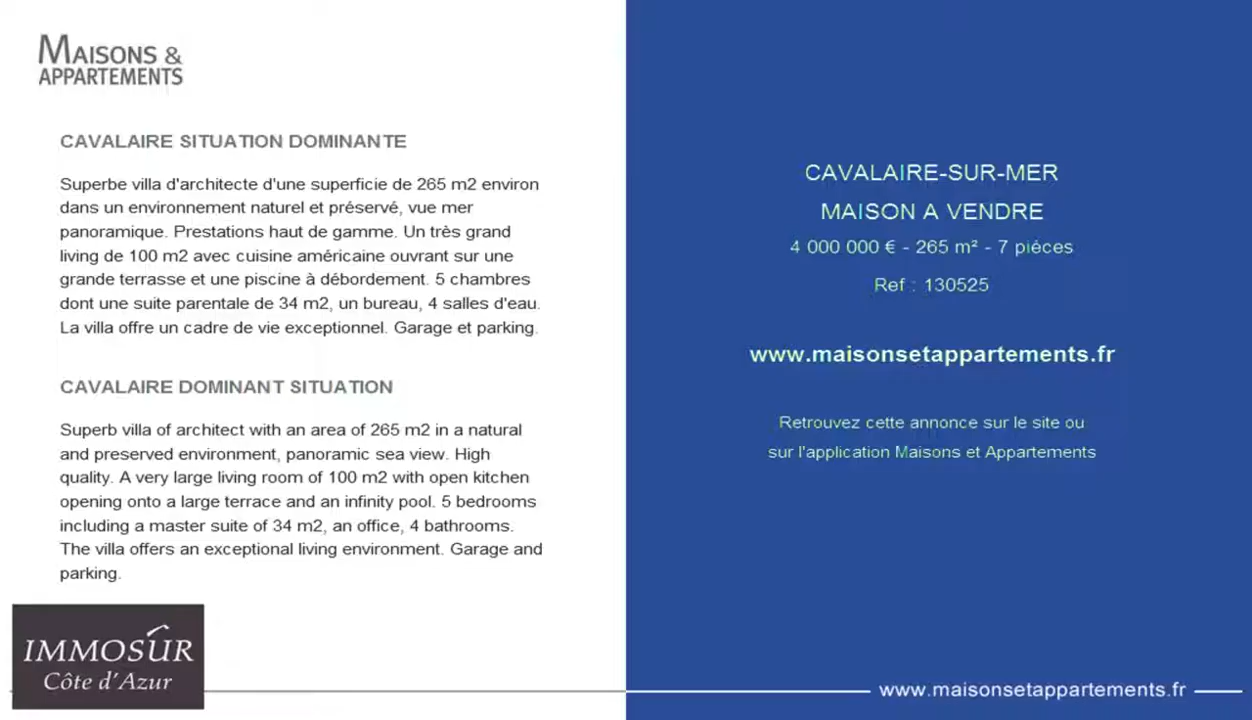 MAISONS &
APPARTEMENTS
CAVALAIRE SITUATION DOMINANTE
Superbe villa d'architecte d'une superficie de 265 m2 environ
dans un environnement naturel et préservé, vue mer
panoramique. Prestations haut de gamme. Un très grand
living de 100 m2 avec cuisine américaine ouvrant sur une
grande terrasse et une piscine à débordement. 5 chambres
dont une suite parentale de 34 m2, un bureau, 4 salles d'eau.
La villa offre un cadre de vie exceptionnel. Garage et parking.
CAVALAIRE DOMINANT SITUATION
Superb villa of architect with an area of 265 m2 in a natural
and preserved environment, panoramic sea view. High
quality. A very large living room of 100 m2 with open kitchen
opening onto a large terrace and an infinity pool. 5 bedrooms
including a master suite of 34 m2, an office, 4 bathrooms.
The villa offers an exceptional living environment. Garage and
parking.
IMMOSUR
Côte d'Azur
CAVALAIRE-SUR-MER
MAISON A VENDRE
4 000 000 € - 265 m² - 7 pièces
Ref : 130525
www.maisonsetappartements.fr
Retrouvez cette annonce sur le site ou
sur l'application Maisons et Appartements
www.maisonsetappartements.fr